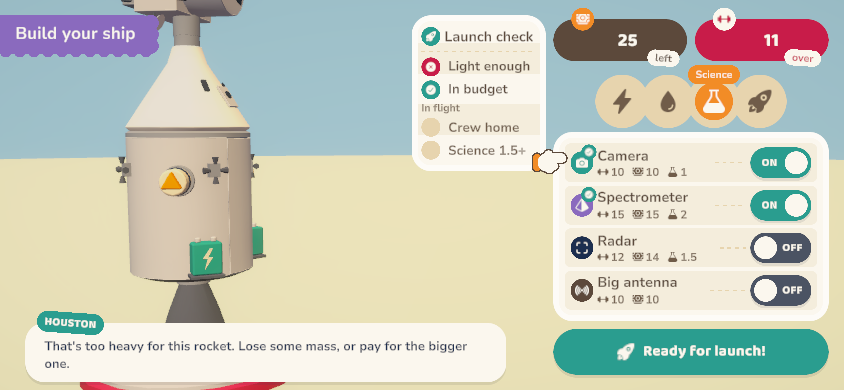 Build your ship
Launch check
Light enough
In budget
In flight
Crew home
Science 1.5+
25
left
11
over
Science
Camera
10 10 1
ON
Spectrometer
15 15 2
ON
Radar
12 14 1.5
OFF
Big antenna
10 10
OFF
HOUSTON
That's too heavy for this rocket. Lose some mass, or pay for the bigger
one.
Ready for launch!